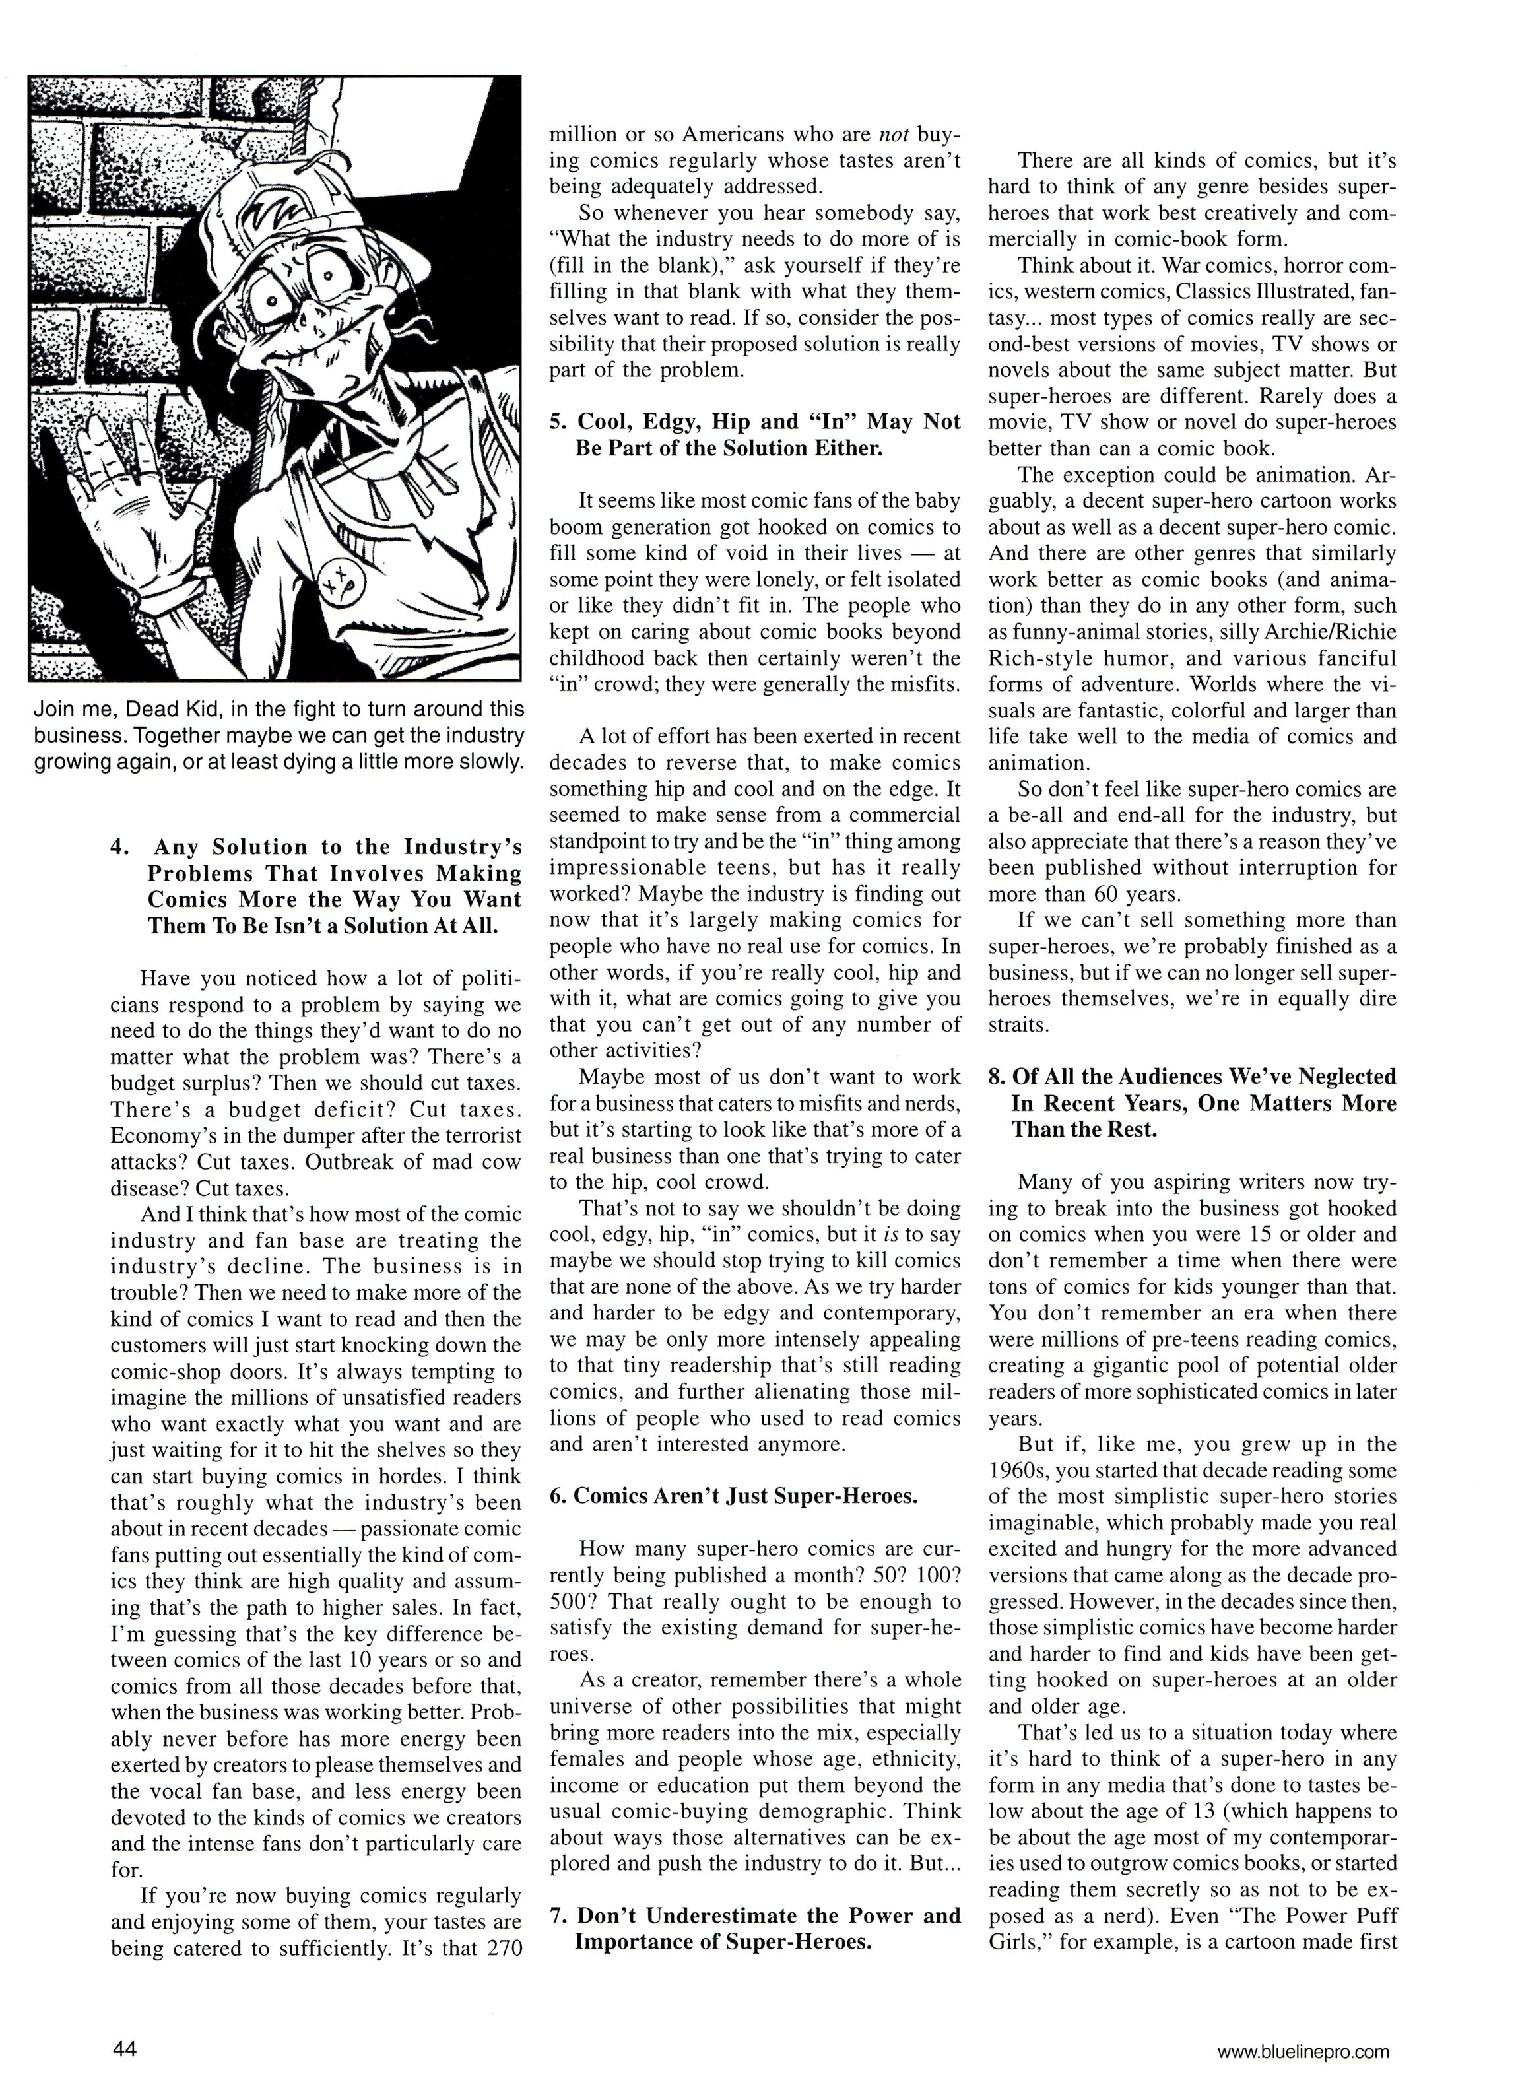 Join me, Dead Kid, in the fight to turn around this
business. Together maybe we can get the industry
growing again, or at least dying a little more slowly.
4. Any Solution to the Industry's
Problems That Involves Making
Comics More the Way You Want
Them To Be Isn't a Solution At All.
Have you noticed how a lot of politi-
cians respond to a problem by saying we
need to do the things they'd want to do no
matter what the problem was? There's a
budget surplus? Then we should cut taxes.
There's a budget deficit? Cut taxes.
Economy's in the dumper after the terrorist
attacks? Cut taxes. Outbreak of mad cow
disease? Cut taxes.
And I think that's how most of the comic
industry and fan base are treating the
industry's decline. The business is in
trouble? Then we need to make more of the
kind of comics I want to read and then the
customers will just start knocking down the
comic-shop doors. It's always tempting to
imagine the millions of unsatisfied readers
who want exactly what you want and are
just waiting for it to hit the shelves so they
can start buying comics in hordes. I think
that's roughly what the industry's been
about in recent decades — passionate comic
fans putting out essentially the kind of com-
ics they think are high quality and assum-
ing that's the path to higher sales. In fact,
I'm guessing that's the key difference be-
tween comics of the last 10 years or so and
comics from all those decades before that,
when the business was working better. Prob-
ably never before has more energy been
exerted by creators to please themselves and
the vocal fan base, and less energy been
devoted to the kinds of comics we creators
and the intense fans don't particularly care
for.
If you're now buying comics regularly
and enjoying some of them, your tastes are
being catered to sufficiently. It's that 270
million or so Americans who are not buy-
ing comics regularly whose tastes aren't
being adequately addressed.
So whenever you hear somebody say,
“What the industry needs to do more of is
(fill in the blank),” ask yourself if they're
filling in that blank with what they them-
selves want to read. If so, consider the pos-
sibility that their proposed solution is really
part of the problem.
5. Cool, Edgy, Hip and “In” May Not
Be Part of the Solution Either.
It seems like most comic fans of the baby
boom generation got hooked on comics to
fill some kind of void in their lives — at
some point they were lonely, or felt isolated
or like they didn't fit in. The people who
kept on caring about comic books beyond
childhood back then certainly weren't the
“in” crowd; they were generally the misfits.
A lot of effort has been exerted in recent
decades to reverse that, to make comics
something hip and cool and on the edge. It
seemed to make sense from a commercial
standpoint to try and be the “in” thing among
impressionable teens, but has it really
worked? Maybe the industry is finding out
now that it's largely making comics for
people who have no real use for comics. In
other words, if you're really cool, hip and
with it, what are comics going to give you
that you can't get out of any number of
other activities?
Maybe most of us don't want to work
for a business that caters to misfits and nerds,
but it's starting to look like that's more of a
real business than one that's trying to cater
to the hip, cool crowd.
That's not to say we shouldn't be doing
cool, edgy, hip, “in” comics, but it is to say
maybe we should stop trying to kill comics
that are none of the above. As we try harder
and harder to be edgy and contemporary,
we may be only more intensely appealing
to that tiny readership that's still reading
comics, and further alienating those mil-
lions of people who used to read comics
and aren't interested anymore.
6. Comics Aren't Just Super-Heroes.
How many super-hero comics are cur-
rently being published a month? 50? 100?
500? That really ought to be enough to
satisfy the existing demand for super-he-
roes.
As a creator, remember there's a whole
universe of other possibilities that might
bring more readers into the mix, especially
females and people whose age, ethnicity,
income or education put them beyond the
usual comic-buying demographic. Think
about ways those alternatives can be ex-
plored and push the industry to do it. But...
7. Don't Underestimate the Power and
Importance of Super-Heroes.
There are all kinds of comics, but it's
hard to think of any genre besides super-
heroes that work best creatively and com-
mercially in comic-book form.
Think about it. War comics, horror com-
ics, western comics, Classics Illustrated, fan-
tasy... most types of comics really are sec-
ond-best versions of movies, TV shows or
novels about the same subject matter. But
super-heroes are different. Rarely does a
movie, TV show or novel do super-heroes
better than can a comic book.
The exception could be animation. Ar-
guably, a decent super-hero cartoon works
about as well as a decent super-hero comic.
And there are other genres that similarly
work better as comic books (and anima-
tion) than they do in any other form, such
as funny-animal stories, silly Archie/Richie
Rich-style humor, and various fanciful
forms of adventure. Worlds where the vi-
suals are fantastic, colorful and larger than
life take well to the media of comics and
animation.
So don't feel like super-hero comics are
a be-all and end-all for the industry, but
also appreciate that there's a reason they've
been published without interruption for
more than 60 years.
If we can't sell something more than
super-heroes, we're probably finished as a
business, but if we can no longer sell super-
heroes themselves, we're in equally dire
straits.
8. Of All the Audiences We've Neglected
In Recent Years, One Matters More
Than the Rest.
Many of you aspiring writers now try-
ing to break into the business got hooked
on comics when you were 15 or older and
don't remember a time when there were
tons of comics for kids younger than that.
You don't remember an era when there
were millions of pre-teens reading comics,
creating a gigantic pool of potential older
readers of more sophisticated comics in later
years.
But if, like me, you grew up in the
1960s, you started that decade reading some
of the most simplistic super-hero stories
imaginable, which probably made you real
excited and hungry for the more advanced
versions that came along as the decade pro-
gressed. However, in the decades since then,
those simplistic comics have become harder
and harder to find and kids have been get-
ting hooked on super-heroes at an older
and older age.
That's led us to a situation today where
it's hard to think of a super-hero in any
form in any media that's done to tastes be-
low about the age of 13 (which happens to
be about the age most of my contemporar-
ies used to outgrow comics books, or started
reading them secretly so as not to be ex-
posed as a nerd). Even “The Power Puff
Girls,” for example, is a cartoon made first
44
www.bluelinepro.com